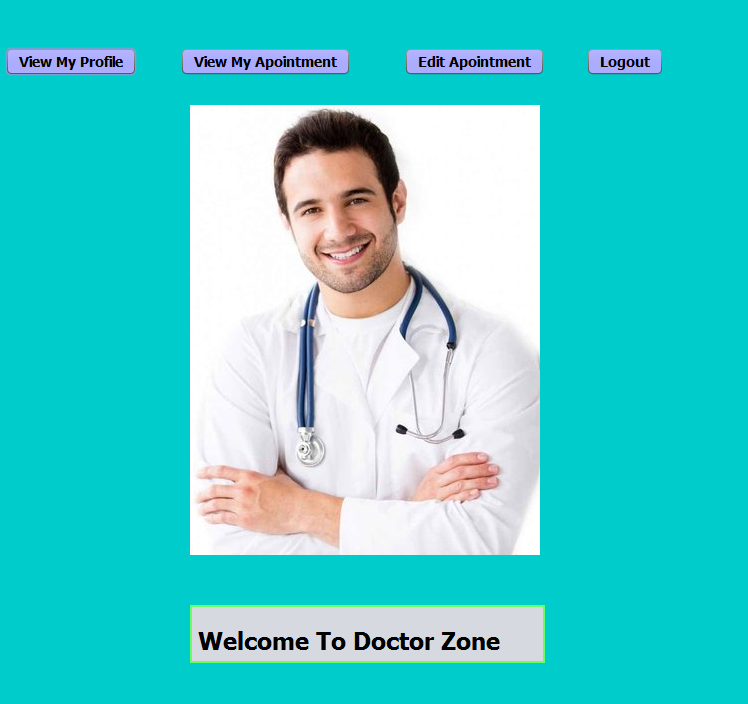 View My Profile
View My Apointment
Edit Apointment
Logout
Welcome To Doctor Zone